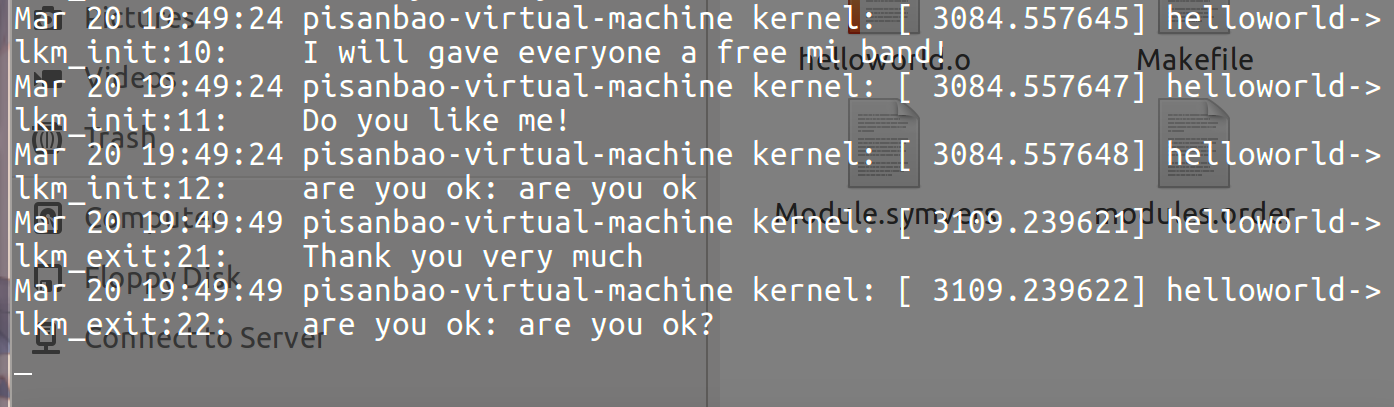 Pictures
Mar 20 19:49:24 pisanbao-virtual-machine kernel: [ 3084.557645] helloworld->
lkm_init:10:    I will gave everyone a free mi band!
helloworld.o
Makefile
Videos
Mar 20 19:49:24 pisanbao-virtual-machine kernel: [ 3084.557647] helloworld->
lkm_init:11:    Do you like me!
Trash
Mar 20 19:49:24 pisanbao-virtual-machine kernel: [ 3084.557648] helloworld->
lkm_init:12:    are you ok: are you ok
Computer
Module.symvers
modules.order
Mar 20 19:49:49 pisanbao-virtual-machine kernel: [ 3109.239621] helloworld->
lkm_exit:21:    Thank you very much
Floppy Disk
Mar 20 19:49:49 pisanbao-virtual-machine kernel: [ 3109.239622] helloworld->
lkm_exit:22:    are you ok: are you ok?
Connect to Server
_